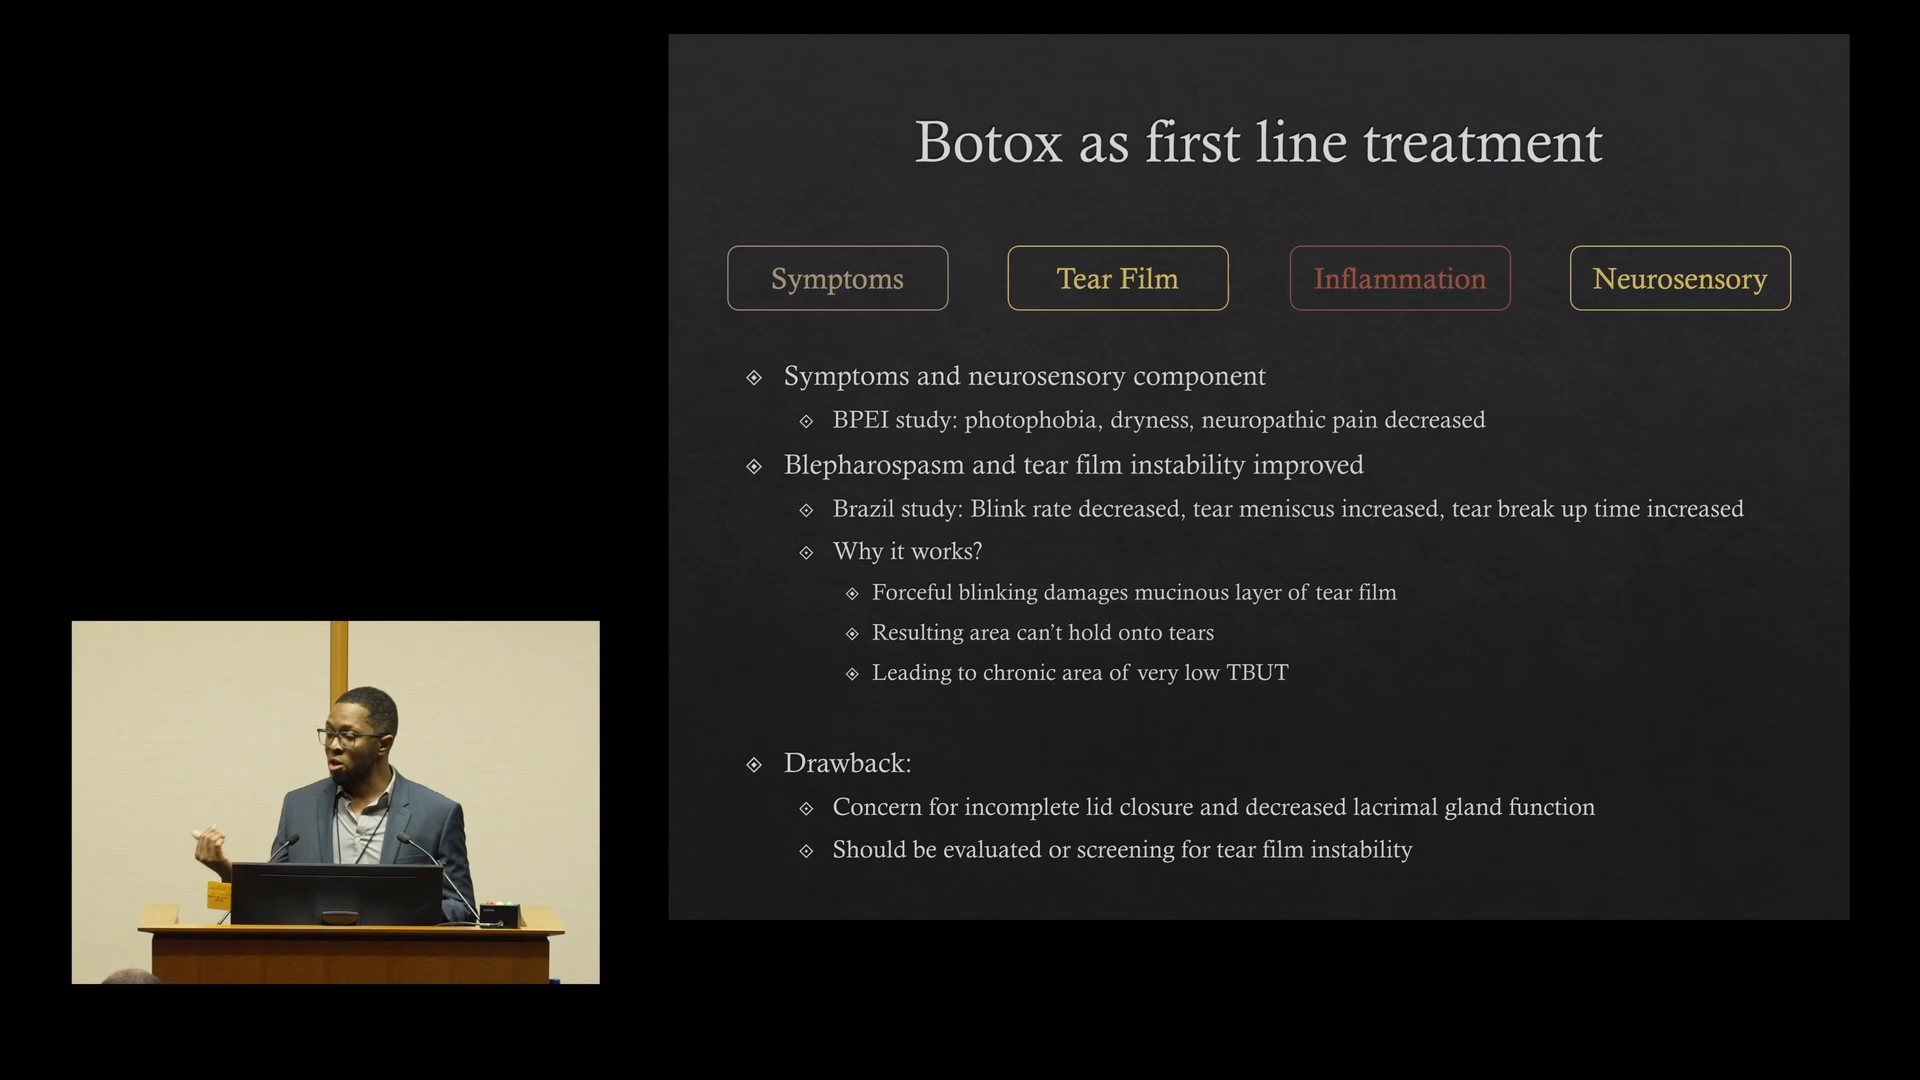 Botox as first line treatment
Symptoms
Tear Film
Inflammation
Neurosensory
Symptoms and neurosensory component
BPEI study: photophobia, dryness, neuropathic pain decreased
Blepharospasm and tear film instability improved
Brazil study: Blink rate decreased, tear meniscus increased, tear break up time increased
Why it works?
Forceful blinking damages mucinous layer of tear film
Resulting area can't hold onto tears
Leading to chronic area of very low TBUT
Drawback:
Concern for incomplete lid closure and decreased lacrimal gland function
Should be evaluated or screening for tear film instability